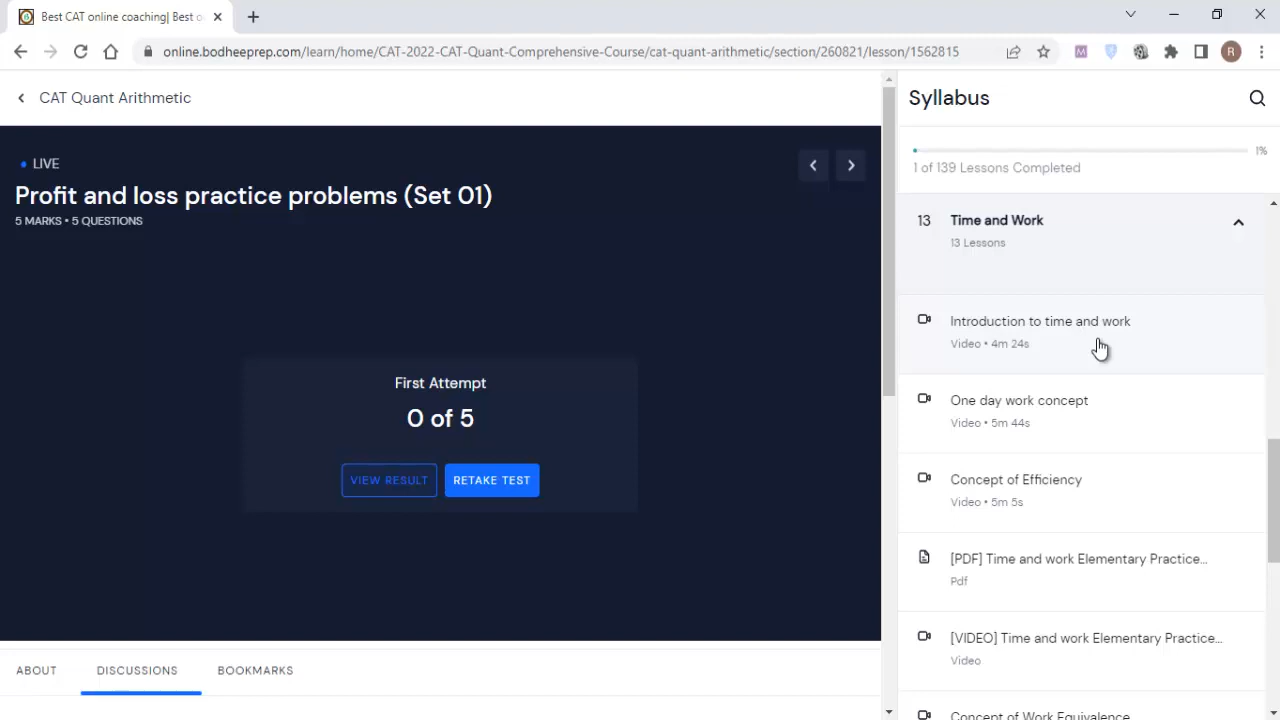 Best CAT online coaching| Best o
online.bodheeprep.com/learn/home/CAT-2022-CAT-Quant-Comprehensive-Course/cat-quant-arithmetic/section/260821/lesson/1562815
R
CAT Quant Arithmetic
LIVE
Profit and loss practice problems (Set 01)
5 MARKS • 5 QUESTIONS
First Attempt
0 of 5
VIEW RESULT
RETAKE TEST
ABOUT
DISCUSSIONS
BOOKMARKS
Syllabus
1%
1 of 139 Lessons Completed
13 Time and Work
13 Lessons
Introduction to time and work
Video • 4m 24s
One day work concept
Video • 5m 44s
Concept of Efficiency
Video • 5m 5s
[PDF] Time and work Elementary Practice...
Pdf
[VIDEO] Time and work Elementary Practice...
Video
Concept of Work Equivalence